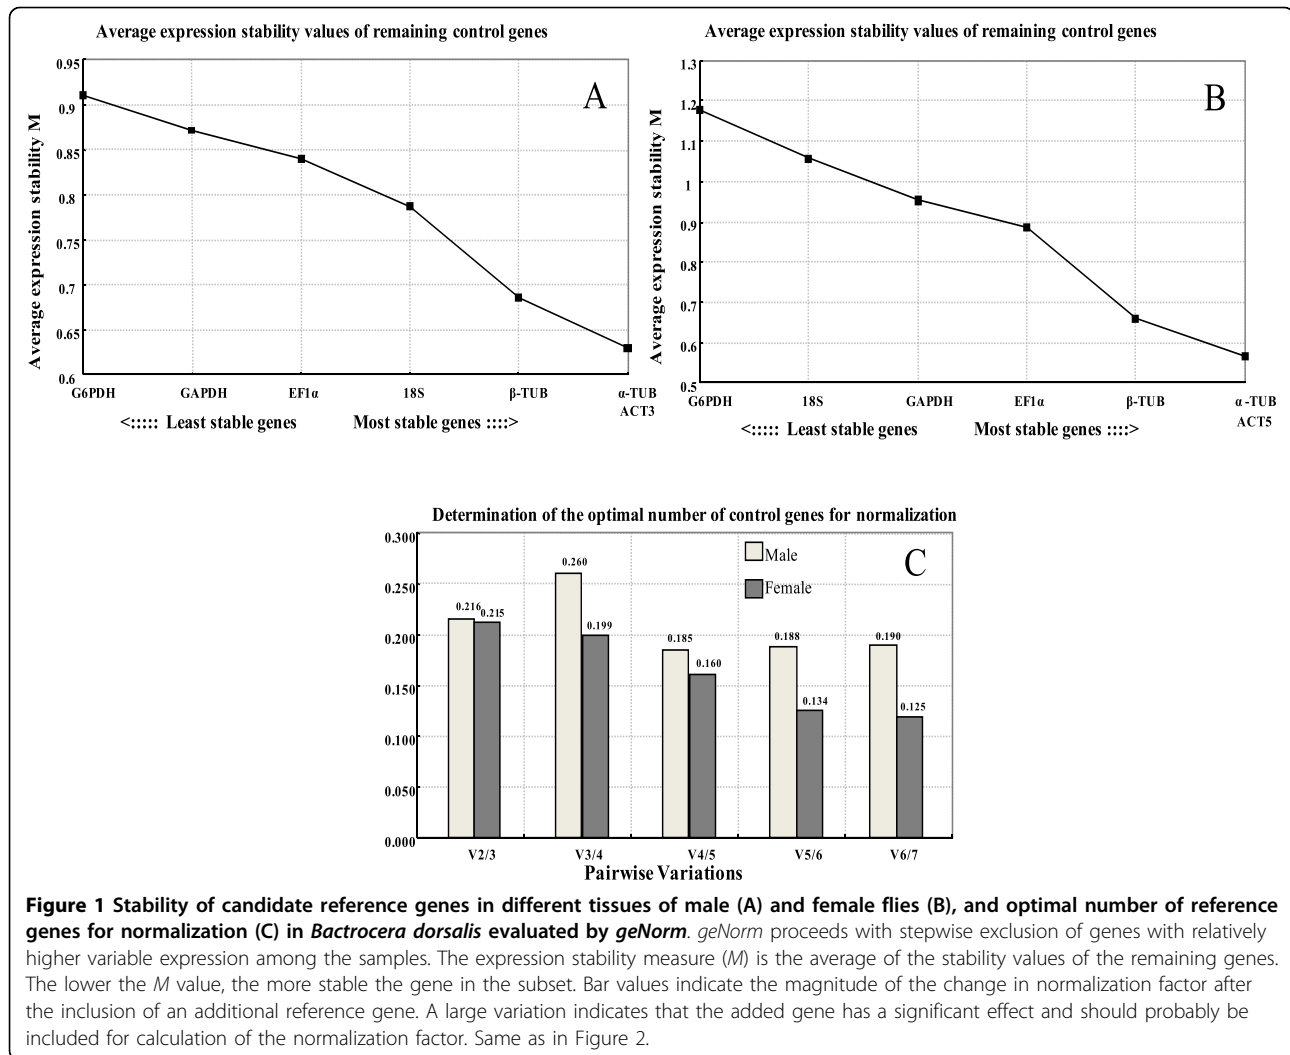 Average expression stability values of remaining control genes
A
Average expression stability M
0.95
0.9
0.85
0.8
0.75
0.7
0.65
0.6
G6PDH GAPDH EF1α 18S β-TUB α-TUB
ACT3
<::::: Least stable genes Most stable genes ::::>
Average expression stability values of remaining control genes
B
Average expression stability M
1.3
1.2
1.1
1
0.9
0.8
0.7
0.6
0.5
G6PDH 18S GAPDH EF1α β-TUB α-TUB
ACT5
<::::: Least stable genes Most stable genes ::::>
Determination of the optimal number of control genes for normalization
C
Male
Female
0.300
0.250
0.200
0.150
0.100
0.050
0.000
0.216 0.215
0.260 0.199
0.185 0.160
0.188 0.134
0.190 0.125
V2/3 V3/4 V4/5 V5/6 V6/7
Pairwise Variations
Figure 1 Stability of candidate reference genes in different tissues of male (A) and female flies (B), and optimal number of reference
genes for normalization (C) in Bactrocera dorsalis evaluated by geNorm. geNorm proceeds with stepwise exclusion of genes with relatively
higher variable expression among the samples. The expression stability measure (M) is the average of the stability values of the remaining genes.
The lower the M value, the more stable the gene in the subset. Bar values indicate the magnitude of the change in normalization factor after
the inclusion of an additional reference gene. A large variation indicates that the added gene has a significant effect and should probably be
included for calculation of the normalization factor. Same as in Figure 2.